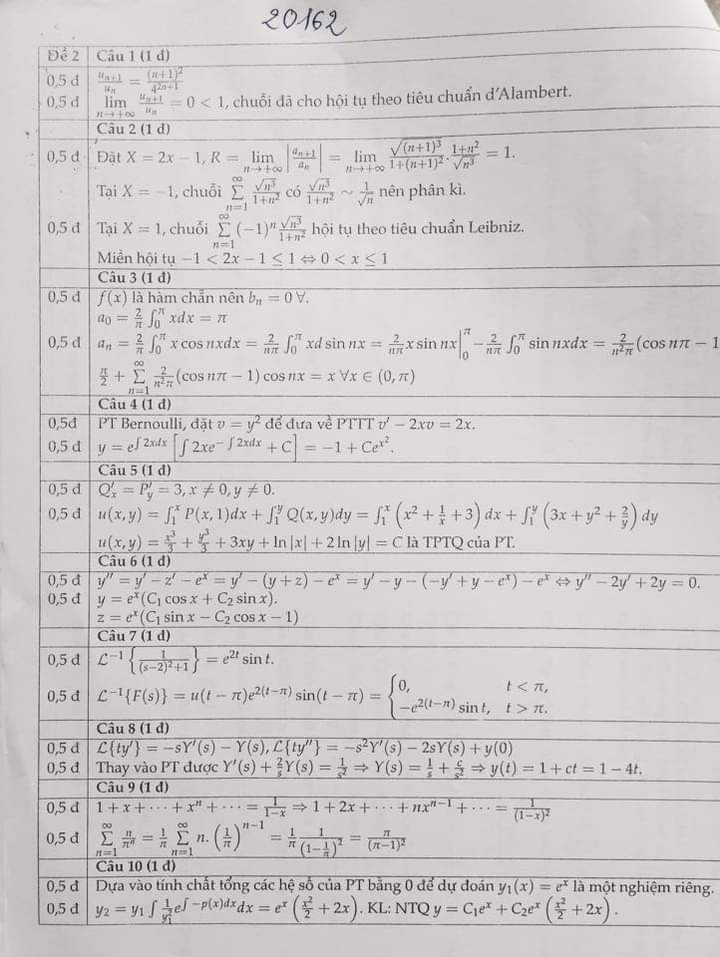 20162
Đề 2 Câu 1 (1 đ)
0,5 đ $\frac{u_{n+1}}{u_n} = \frac{(n+1)^2}{4^{2n+1}}$
0,5 đ $\lim_{n\to+\infty} \frac{u_{n+1}}{u_n} = 0 < 1$, chuỗi đã cho hội tụ theo tiêu chuẩn d'Alambert.
Câu 2 (1 đ)
0,5 đ Đặt $X = 2x - 1, R = \lim_{n\to+\infty} \left|\frac{a_{n+1}}{a_n}\right| = \lim_{n\to+\infty} \frac{\sqrt{(n+1)^3}}{1+(n+1)^2} \cdot \frac{1+n^2}{\sqrt{n^3}} = 1.$
Tại $X = -1$, chuỗi $\sum_{n=1}^{\infty} \frac{\sqrt{n^3}}{1+n^2}$ có $\frac{\sqrt{n^3}}{1+n^2} \sim \frac{1}{\sqrt{n}}$ nên phân kì.
0,5 đ Tại $X = 1$, chuỗi $\sum_{n=1}^{\infty} (-1)^n \frac{\sqrt{n^3}}{1+n^2}$ hội tụ theo tiêu chuẩn Leibniz.
Miền hội tụ $-1 < 2x - 1 \leq 1 \Leftrightarrow 0 < x \leq 1$
Câu 3 (1 đ)
0,5 đ $f(x)$ là hàm chẵn nên $b_n = 0\ \forall.$
$a_0 = \frac{2}{\pi} \int_0^{\pi} xdx = \pi$
0,5 đ $a_n = \frac{2}{\pi} \int_0^{\pi} x \cos nxdx = \frac{2}{n\pi} \int_0^{\pi} xd \sin nx = \frac{2}{n\pi} x \sin nx \Big|_0^{\pi} - \frac{2}{n\pi} \int_0^{\pi} \sin nxdx = \frac{2}{n^2\pi}(\cos n\pi - 1$
$\frac{\pi}{2} + \sum_{n=1}^{\infty} \frac{2}{n^2\pi}(\cos n\pi - 1) \cos nx = x\ \forall x \in (0, \pi)$
Câu 4 (1 đ)
0,5đ PT Bernoulli, đặt $v = y^2$ để đưa về PTTT $v' - 2xv = 2x.$
0,5 đ $y = e^{\int 2xdx} \left[\int 2xe^{-\int 2xdx} + C\right] = -1 + Ce^{x^2}.$
Câu 5 (1 đ)
0,5 đ $Q'_x = P'_y = 3, x \neq 0, y \neq 0.$
0,5 đ $u(x,y) = \int_1^x P(x,1)dx + \int_1^y Q(x,y)dy = \int_1^x \left(x^2 + \frac{1}{x} + 3\right) dx + \int_1^y \left(3x + y^2 + \frac{2}{y}\right) dy$
$u(x,y) = \frac{x^3}{3} + \frac{y^3}{3} + 3xy + \ln|x| + 2\ln|y| = C$ là TPTQ của PT.
Câu 6 (1 đ)
0,5 đ $y'' = y' - z' - e^x = y' - (y + z) - e^x = y' - y - (-y' + y - e^x) - e^x \Leftrightarrow y'' - 2y' + 2y = 0.$
0,5 đ $y = e^x(C_1 \cos x + C_2 \sin x).$
$z = e^x(C_1 \sin x - C_2 \cos x - 1)$
Câu 7 (1 đ)
0,5 đ $\mathcal{L}^{-1} \left\{\frac{1}{(s-2)^2+1}\right\} = e^{2t} \sin t.$
0,5 đ $\mathcal{L}^{-1}\{F(s)\} = u(t - \pi)e^{2(t-\pi)} \sin(t - \pi) = \begin{cases} 0, & t < \pi, \\ -e^{2(t-\pi)} \sin t, & t > \pi. \end{cases}$
Câu 8 (1 đ)
0,5 đ $\mathcal{L}\{ty'\} = -sY'(s) - Y(s), \mathcal{L}\{ty''\} = -s^2Y'(s) - 2sY(s) + y(0)$
0,5 đ Thay vào PT được $Y'(s) + \frac{2}{s}Y(s) = \frac{1}{s^2} \Rightarrow Y(s) = \frac{1}{s} + \frac{c}{s^2} \Rightarrow y(t) = 1 + ct = 1 - 4t.$
Câu 9 (1 đ)
0,5 đ $1 + x + \cdots + x^n + \cdots = \frac{1}{1-x} \Rightarrow 1 + 2x + \cdots + nx^{n-1} + \cdots = \frac{1}{(1-x)^2}$
0,5 đ $\sum_{n=1}^{\infty} \frac{n}{\pi^n} = \frac{1}{\pi} \sum_{n=1}^{\infty} n. \left(\frac{1}{\pi}\right)^{n-1} = \frac{1}{\pi} \frac{1}{\left(1-\frac{1}{\pi}\right)^2} = \frac{\pi}{(\pi-1)^2}$
Câu 10 (1 đ)
0,5 đ Dựa vào tính chất tổng các hệ số của PT bằng 0 để dự đoán $y_1(x) = e^x$ là một nghiệm riêng.
0,5 đ $y_2 = y_1 \int \frac{1}{y_1^2} e^{\int -p(x)dx} dx = e^x \left(\frac{x^2}{2} + 2x\right)$. KL: NTQ $y = C_1e^x + C_2e^x \left(\frac{x^2}{2} + 2x\right).$